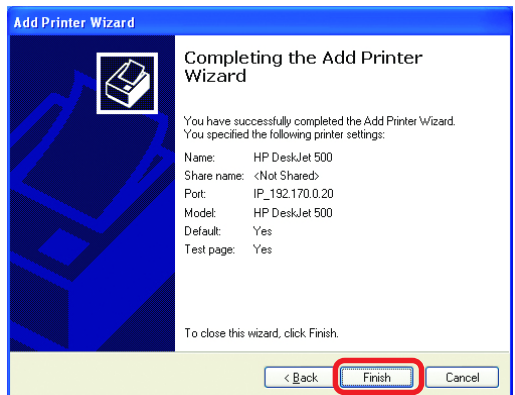 Add Printer Wizard
Completing the Add Printer
Wizard
You have successfully completed the Add Printer Wizard.
You specified the following printer settings:
Name: HP DeskJet 500
Share name: <Not Shared>
Port: IP_192.170.0.20
Model: HP DeskJet 500
Default: Yes
Test page: Yes
To close this wizard, click Finish.
< Back Finish Cancel